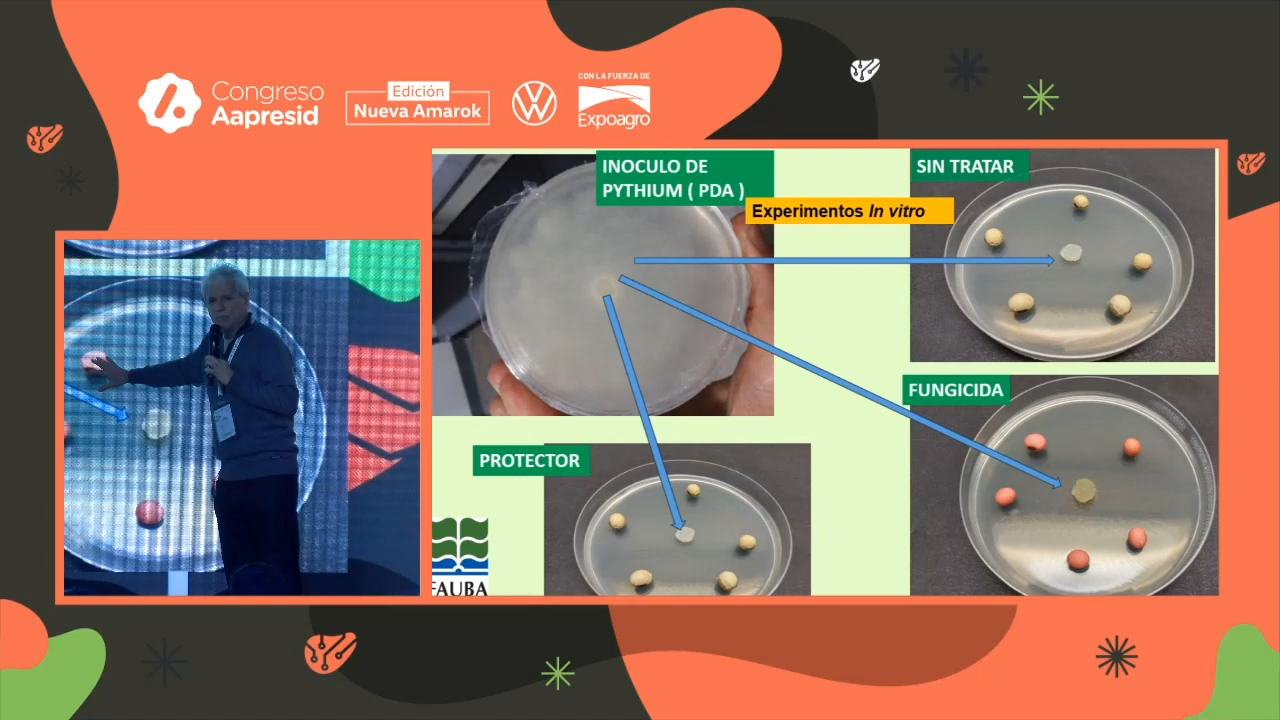 Congreso
Aapresid
Edición
Nueva Amarok
CON LA FUERZA DE
Expoagro
INOCULO DE
PYTHIUM ( PDA )
Experimentos In vitro
SIN TRATAR
FUNGICIDA
PROTECTOR
FAUBA